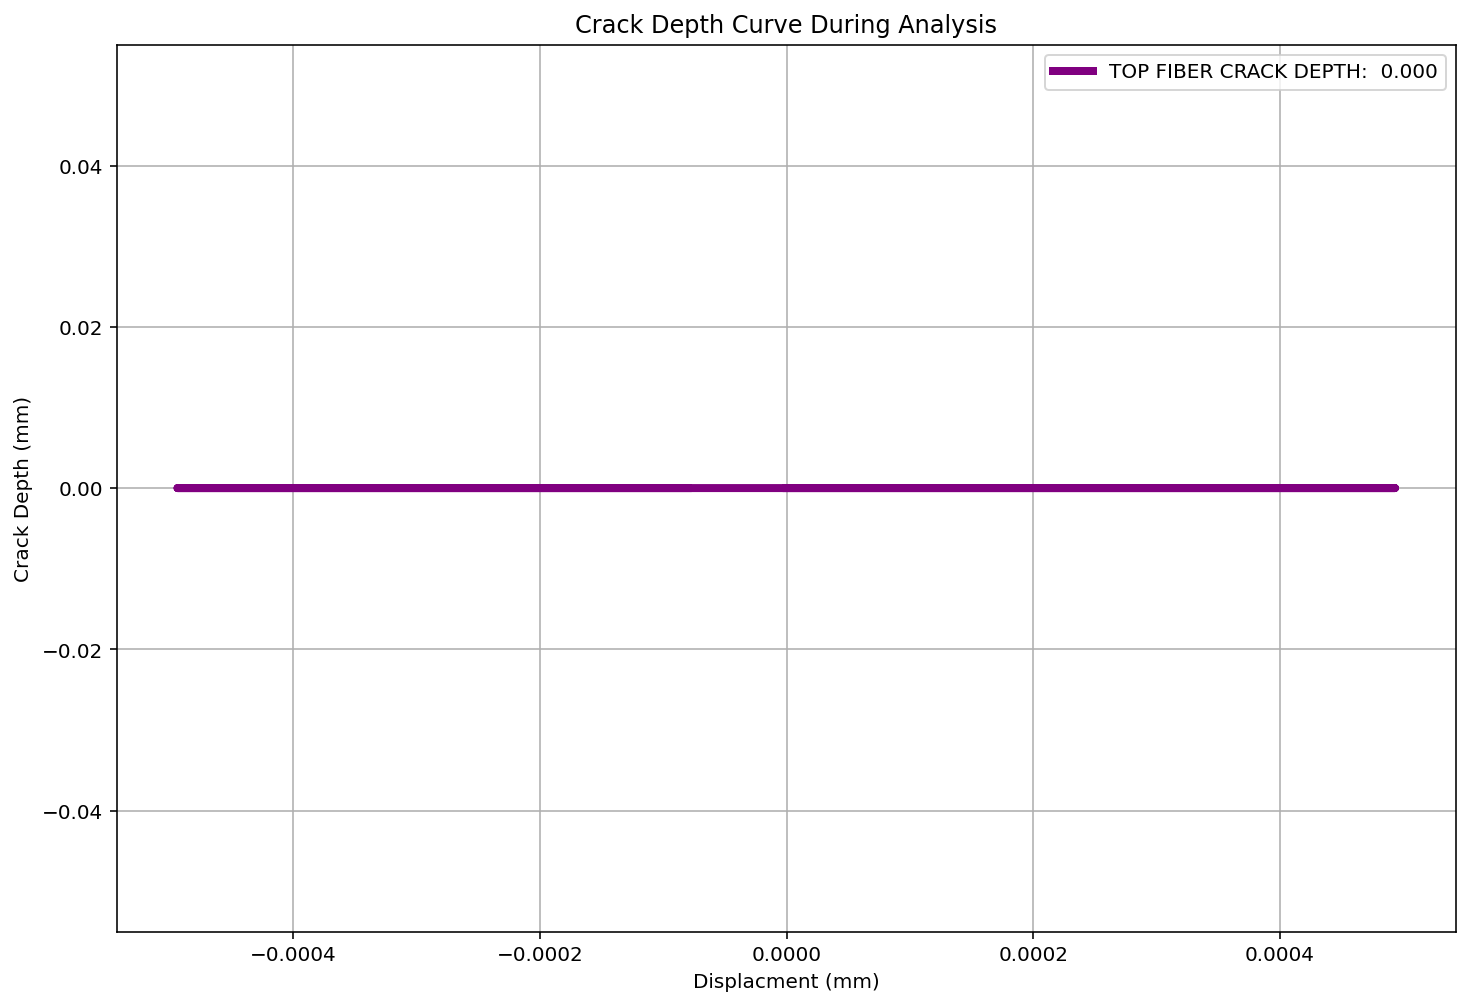 Crack Depth Curve During Analysis
TOP FIBER CRACK DEPTH:  0.000
Crack Depth (mm)
0.04
0.02
0.00
−0.02
−0.04
−0.0004
−0.0002
0.0000
0.0002
0.0004
Displacment (mm)